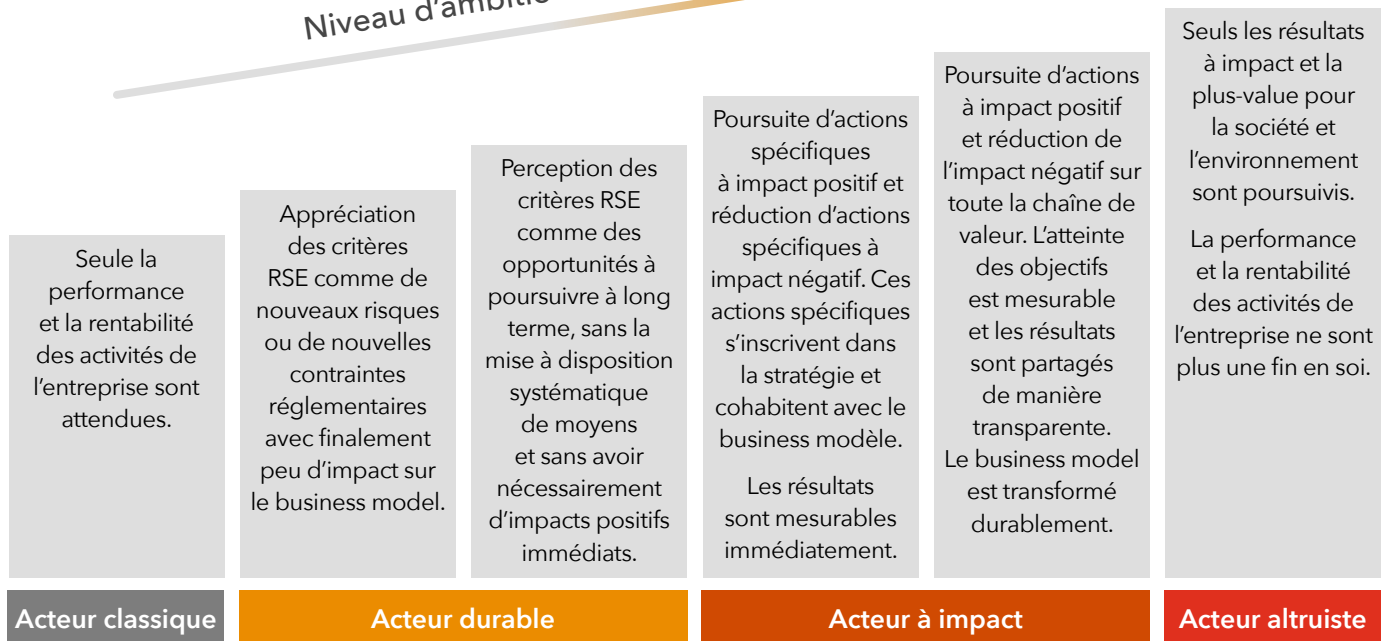 Niveau d'ambitio
Seule la
performance
et la rentabilité
des activités de
l'entreprise sont
attendues.
Appréciation
des critères
RSE comme de
nouveaux risques
ou de nouvelles
contraintes
réglementaires
avec finalement
peu d'impact sur
le business model.
Perception des
critères RSE
comme des
opportunités à
poursuivre à long
terme, sans la
mise à disposition
systématique
de moyens
et sans avoir
nécessairement
d'impacts positifs
immédiats.
Poursuite d'actions
spécifiques
à impact positif et
réduction d'actions
spécifiques à
impact négatif. Ces
actions spécifiques
s'inscrivent dans
la stratégie et
cohabitent avec le
business modèle.
Les résultats
sont mesurables
immédiatement.
Poursuite d'actions
à impact positif
et réduction de
l'impact négatif sur
toute la chaîne de
valeur. L'atteinte
des objectifs
est mesurable
et les résultats
sont partagés
de manière
transparente.
Le business model
est transformé
durablement.
Seuls les résultats
à impact et la
plus-value pour
la société et
l'environnement
sont poursuivis.
La performance
et la rentabilité
des activités de
l'entreprise ne sont
plus une fin en soi.
Acteur classique
Acteur durable
Acteur à impact
Acteur altruiste